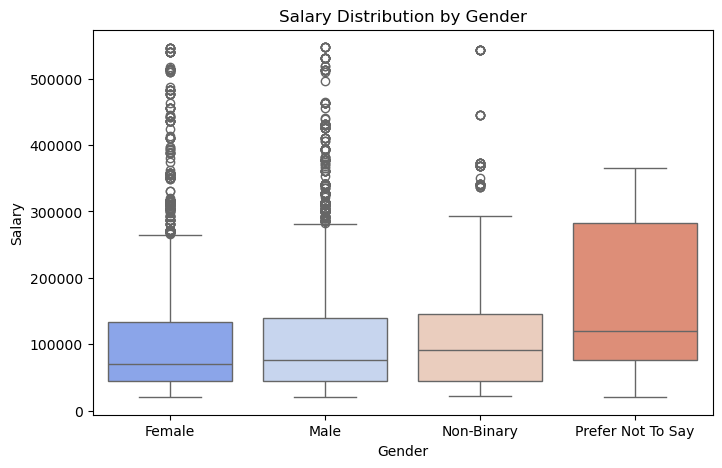 Salary Distribution by Gender
500000
400000
300000
200000
100000
0
Salary
Female
Male
Non-Binary
Prefer Not To Say
Gender